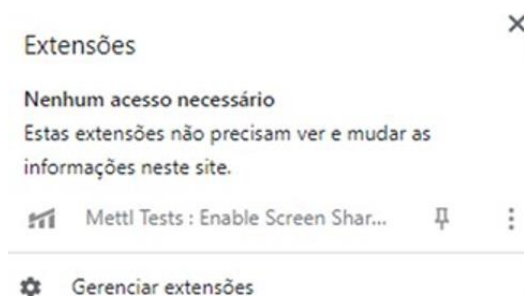 Extensões
Nenhum acesso necessário
Estas extensões não precisam ver e mudar as
informações neste site.
Mettl Tests : Enable Screen Shar...
Gerenciar extensões